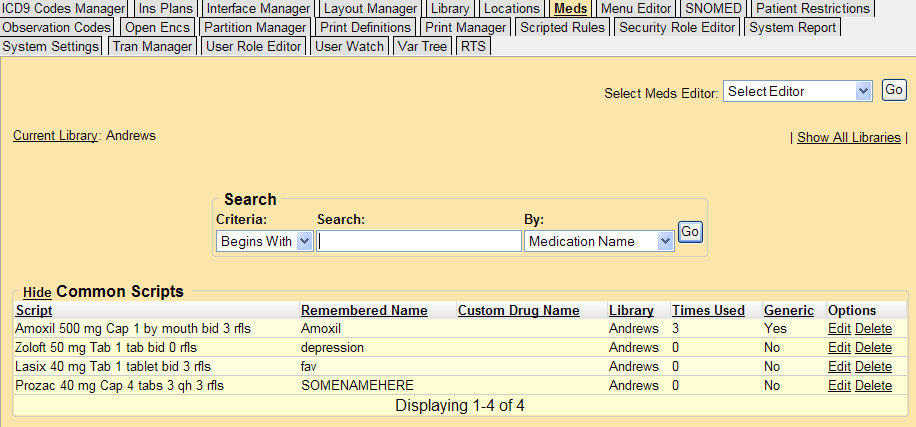 ICD9 Codes Manager Ins Plans Interface Manager Layout Manager Library Locations Meds Menu Editor SNOMED Patient Restrictions
Observation Codes Open Encs Partition Manager Print Definitions Print Manager Scripted Rules Security Role Editor System Report
System Settings Tran Manager User Role Editor User Watch Var Tree RTS
Select Meds Editor: Select Editor Go
Current Library: Andrews | Show All Libraries |
Search
Criteria: Search: By:
Begins With Medication Name Go
Hide Common Scripts
Script Remembered Name Custom Drug Name Library Times Used Generic Options
Amoxil 500 mg Cap 1 by mouth bid 3 rfls Amoxil Andrews 3 Yes Edit Delete
Zoloft 50 mg Tab 1 tab bid 0 rfls depression Andrews 0 No Edit Delete
Lasix 40 mg Tab 1 tablet bid 3 rfls fav Andrews 0 No Edit Delete
Prozac 40 mg Cap 4 tabs 3 qh 3 rfls SOMENAMEHERE Andrews 0 No Edit Delete
Displaying 1-4 of 4